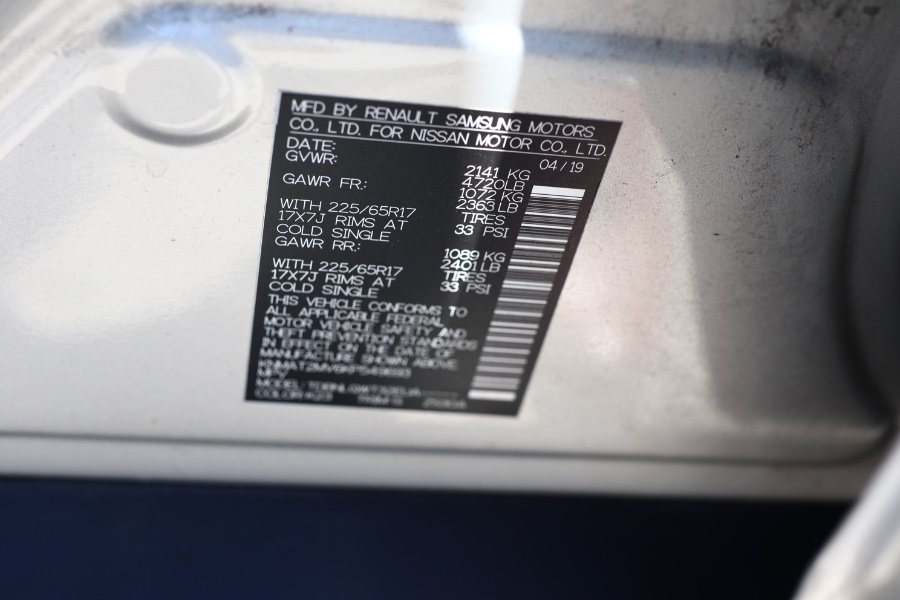 MFD BY RENAULT SAMSUNG MOTORS
CO., LTD. FOR NISSAN MOTOR CO., LTD.
DATE: 04/19
GVWR: 2141 KG
4720LB
GAWR FR.: 1072 KG
2363 LB
WITH 225/65R17 TIRES
17X7J RIMS AT 33 PSI
COLD SINGLE
GAWR RR.: 1089 KG
2401 LB
WITH 225/65R17 TIRES
17X7J RIMS AT 33 PSI
COLD SINGLE
THIS VEHICLE CONFORMS TO
ALL APPLICABLE FEDERAL
MOTOR VEHICLE SAFETY AND
THEFT PREVENTION STANDARDS
IN EFFECT ON THE DATE OF
MANUFACTURE SHOWN ABOVE
MPV
MODEL:
COLOR: